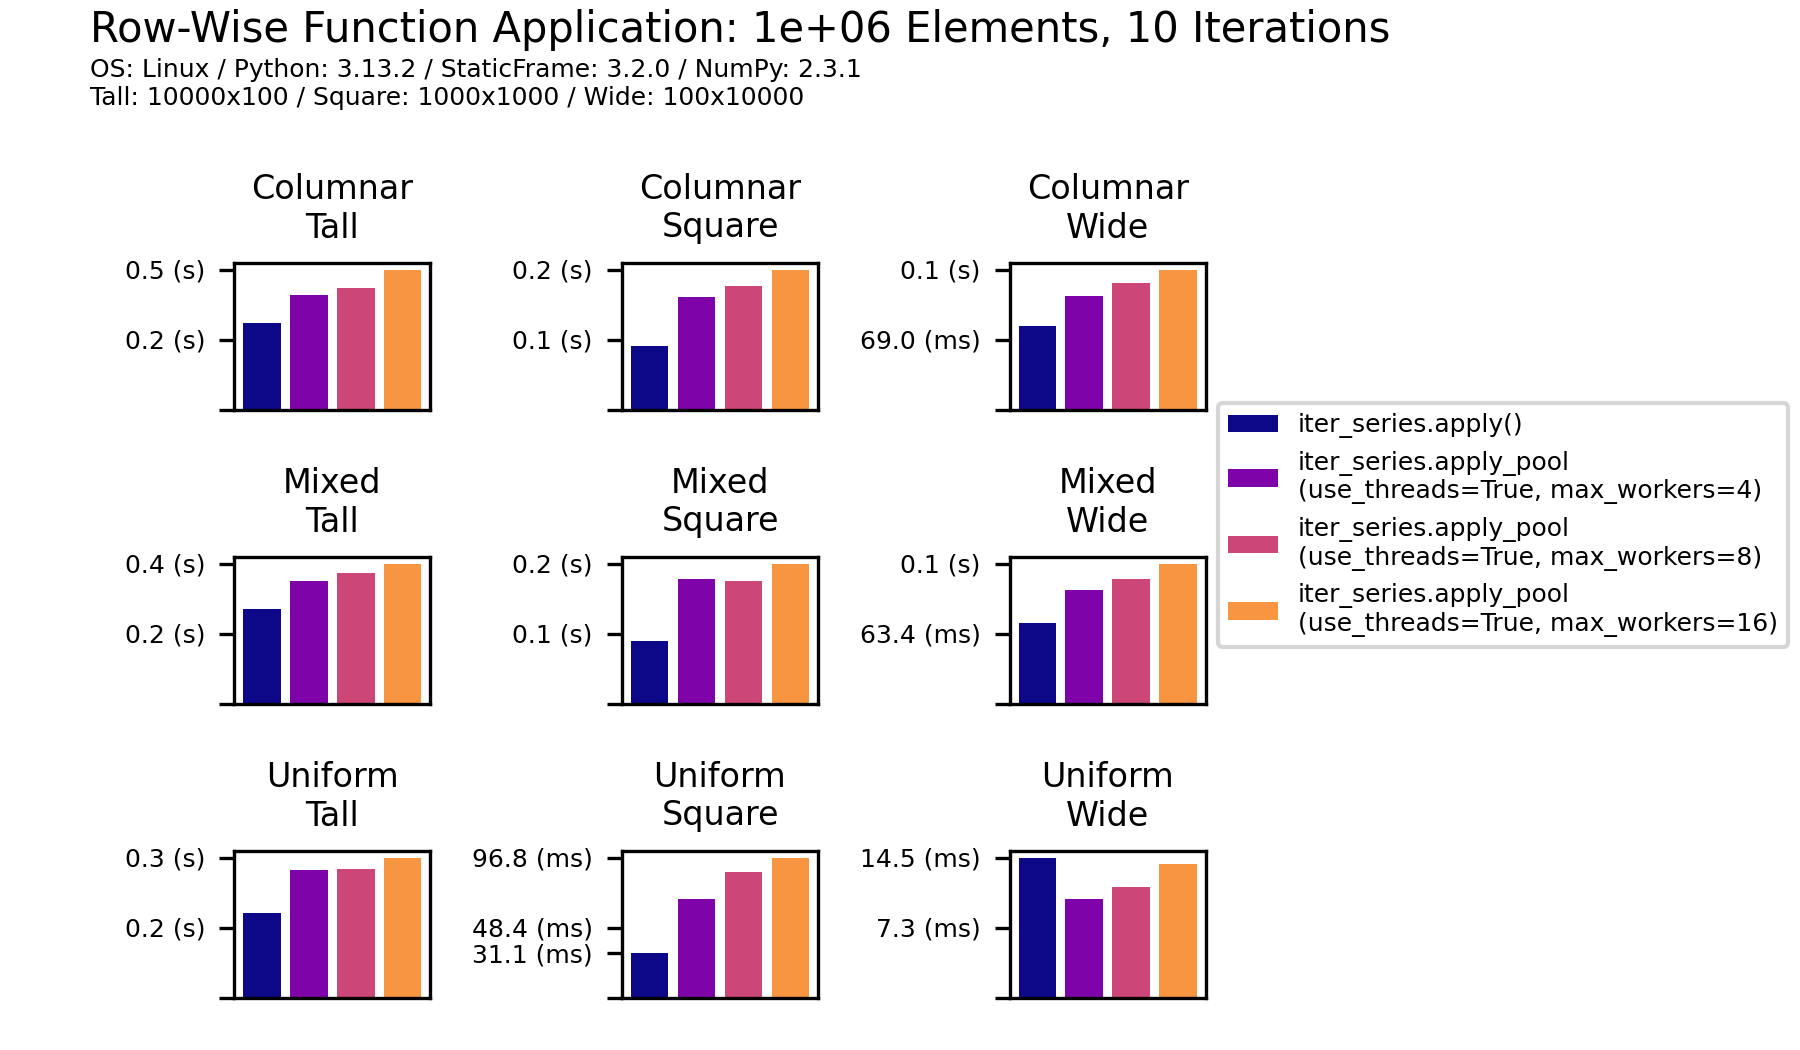 Row-Wise Function Application: 1e+06 Elements, 10 Iterations
OS: Linux / Python: 3.13.2 / StaticFrame: 3.2.0 / NumPy: 2.3.1
Tall: 10000x100 / Square: 1000x1000 / Wide: 100x10000
Columnar
Tall
0.5 (s)
0.2 (s)
Columnar
Square
0.2 (s)
0.1 (s)
Columnar
Wide
0.1 (s)
69.0 (ms)
Mixed
Tall
0.4 (s)
0.2 (s)
Mixed
Square
0.2 (s)
0.1 (s)
Mixed
Wide
0.1 (s)
63.4 (ms)
Uniform
Tall
0.3 (s)
0.2 (s)
Uniform
Square
96.8 (ms)
48.4 (ms)
31.1 (ms)
Uniform
Wide
14.5 (ms)
7.3 (ms)
iter_series.apply()
iter_series.apply_pool
(use_threads=True, max_workers=4)
iter_series.apply_pool
(use_threads=True, max_workers=8)
iter_series.apply_pool
(use_threads=True, max_workers=16)